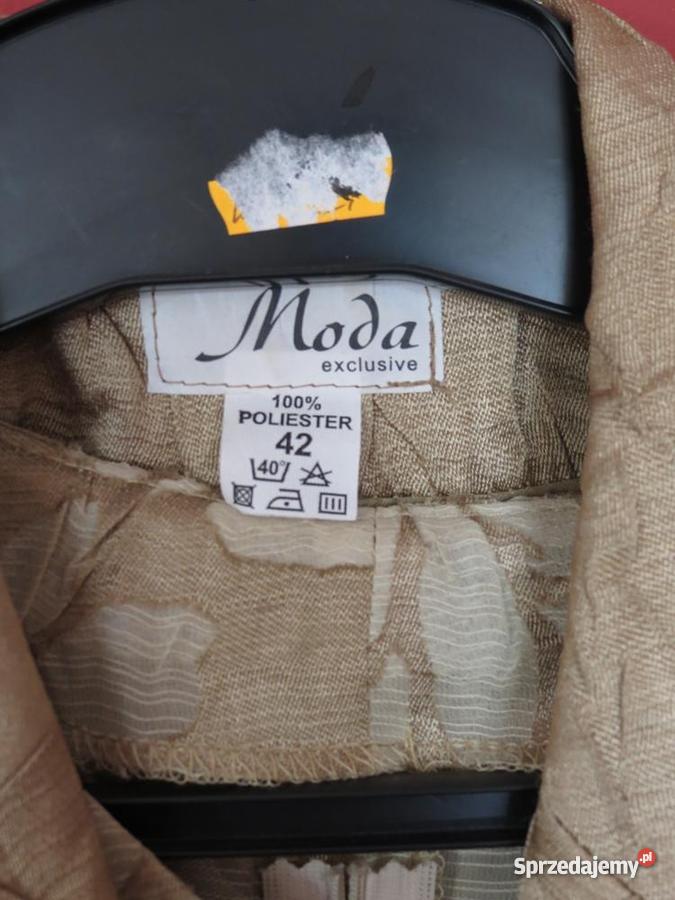 Moda
exclusive
100%
POLIESTER
42
40°
Sprzedajemy.pl